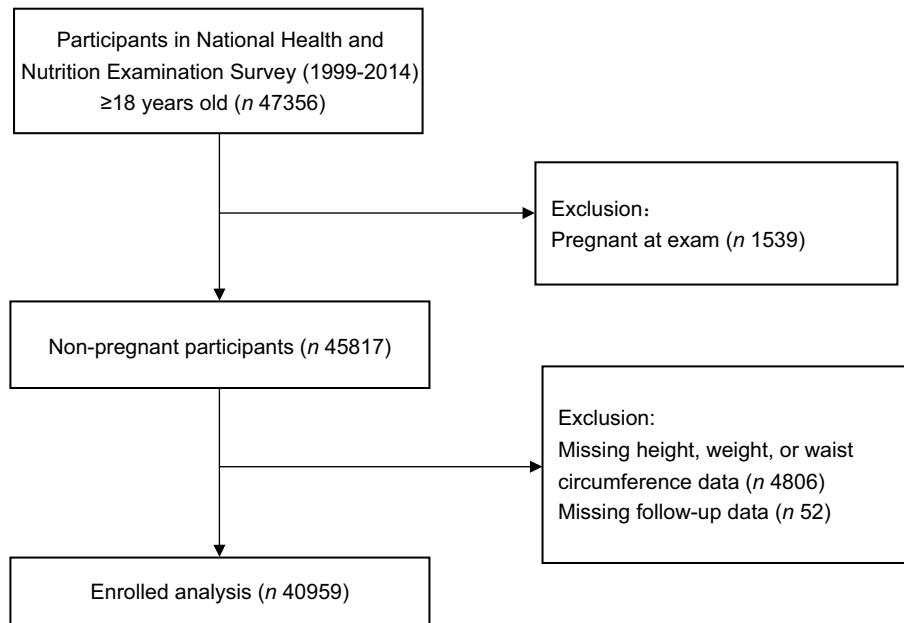 Participants in National Health and
Nutrition Examination Survey (1999-2014)
≥18 years old (n 47356)
Exclusion：
Pregnant at exam (n 1539)
Non-pregnant participants (n 45817)
Exclusion:
Missing height, weight, or waist
circumference data (n 4806)
Missing follow-up data (n 52)
Enrolled analysis (n 40959)